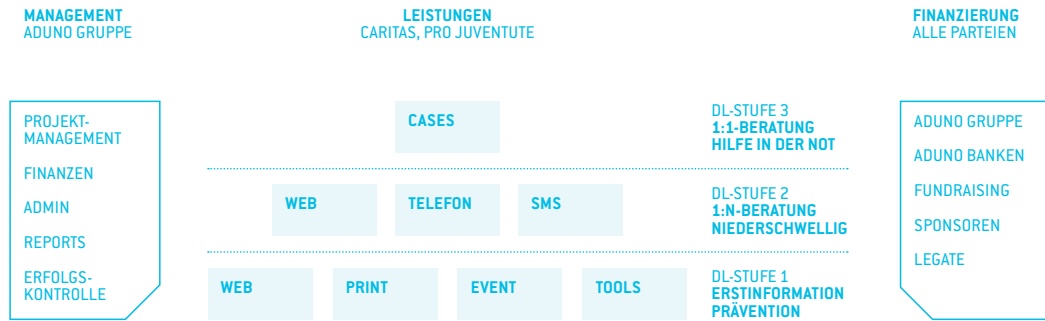 MANAGEMENT
ADUNO GRUPPE
LEISTUNGEN
CARITAS, PRO JUVENTUTE
FINANZIERUNG
ALLE PARTEIEN
PROJEKT-
MANAGEMENT
FINANZEN
ADMIN
REPORTS
ERFOLGS-
KONTROLLE
CASES
DL-STUFE 3
1:1-BERATUNG
HILFE IN DER NOT
WEB
TELEFON
SMS
DL-STUFE 2
1:N-BERATUNG
NIEDERSCHWELLIG
WEB
PRINT
EVENT
TOOLS
DL-STUFE 1
ERSTINFORMATION
PRÄVENTION
ADUNO GRUPPE
ADUNO BANKEN
FUNDRAISING
SPONSOREN
LEGATE